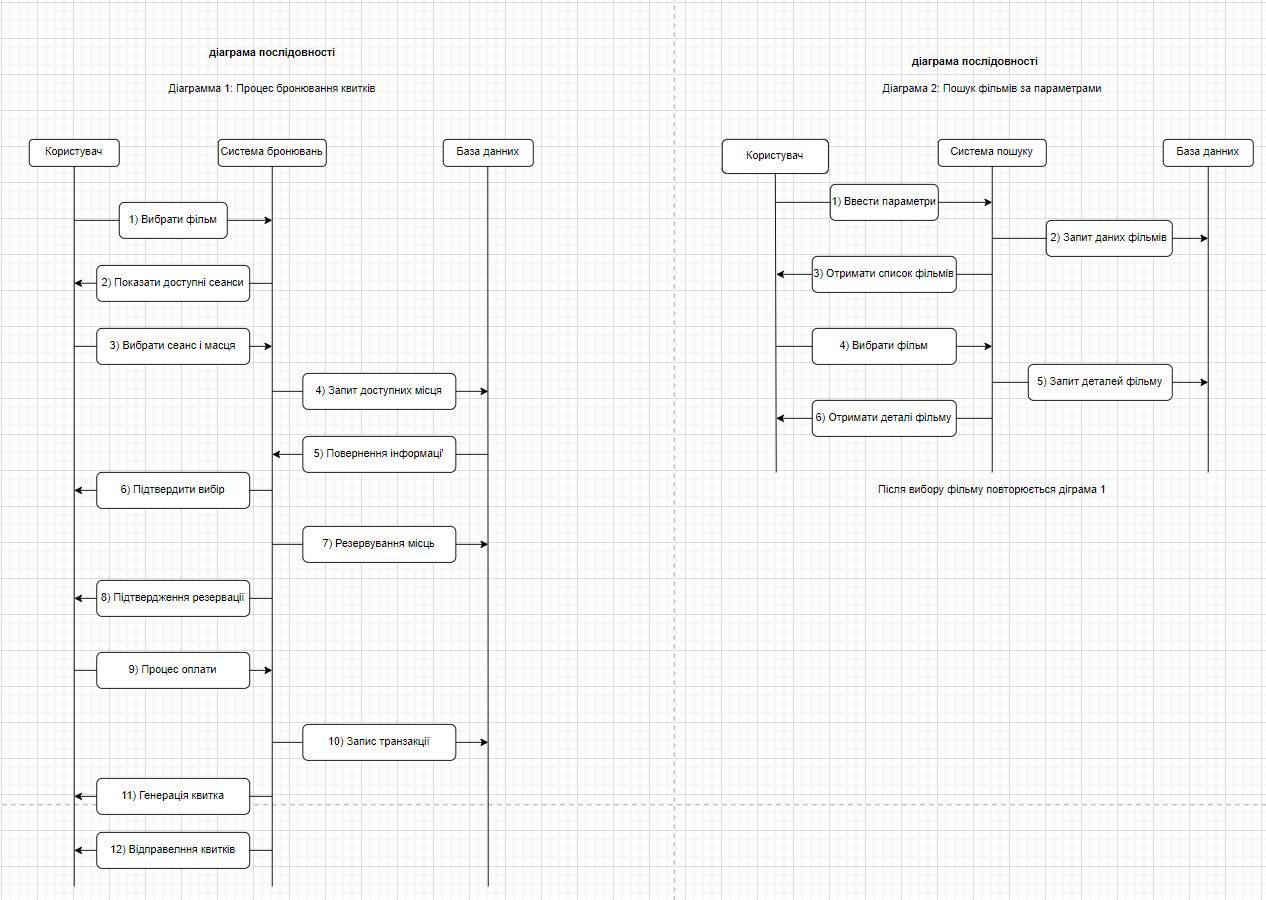 діаграма послідовності
Діаграмма 1: Процес бронювання квитків
Користувач
Система бронювань
База данних
1) Вибрати фільм
2) Показати доступні сеанси
3) Вибрати сеанс і масця
4) Запит доступних місця
5) Повернення інформаці'
6) Підтвердити вибір
7) Резервування місць
8) Підтвердження резервації
9) Процес оплати
10) Запис транзакції
11) Генерація квитка
12) Відправелння квитків
діаграма послідовності
Діаграма 2: Пошук фільмів за параметрами
Користувач
Система пошуку
База данних
1) Ввести параметри
2) Запит даних фільмів
3) Отримати список фільмів
4) Вибрати фільм
5) Запит деталей фільму
6) Отримати деталі фільму
Після вибору фільму повторюється діграма 1